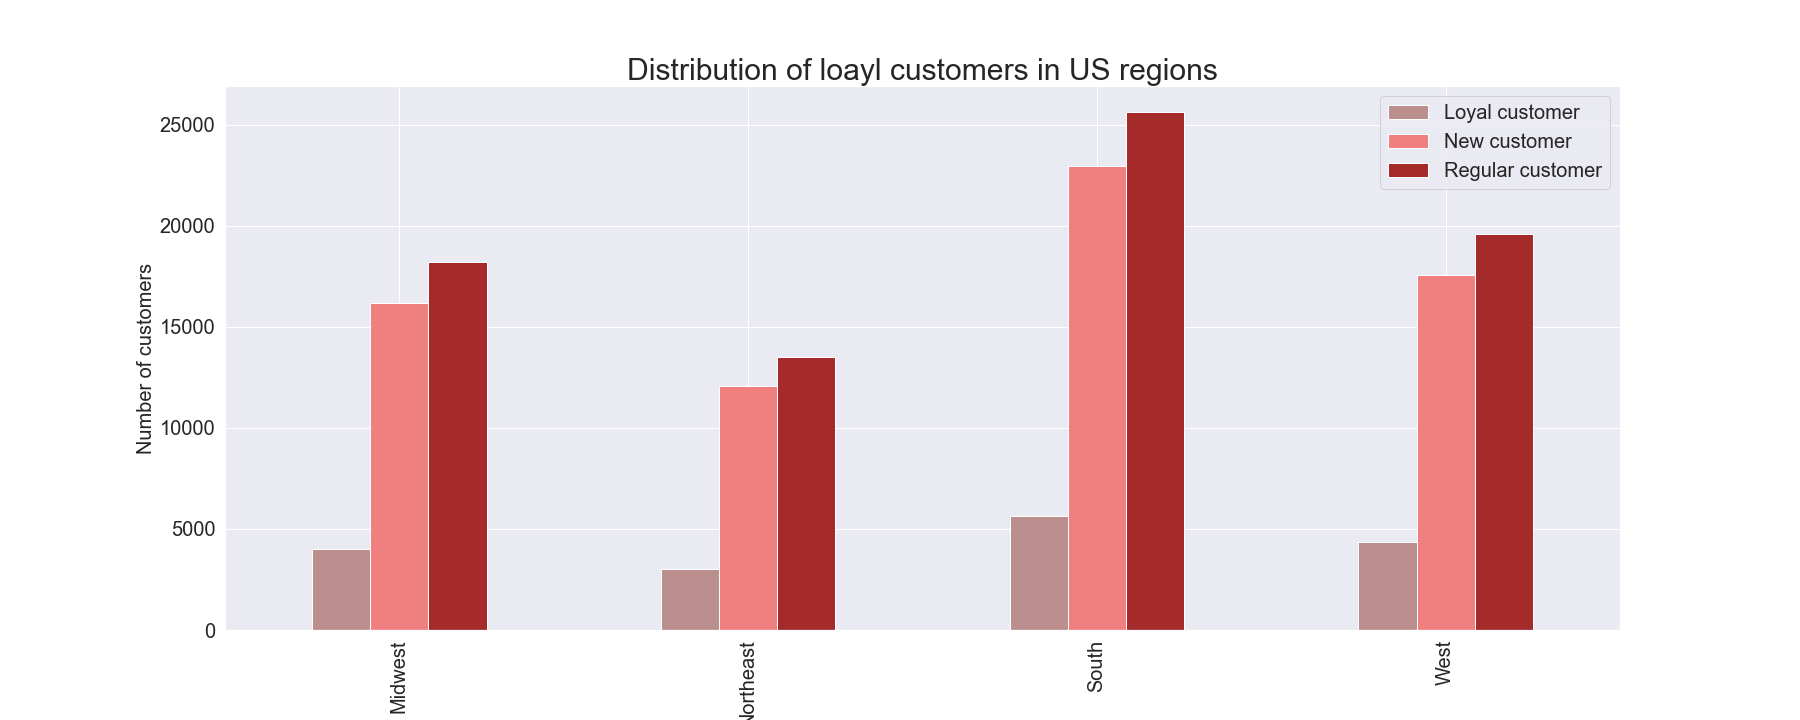 Distribution of loayl customers in US regions
Loyal customer
New customer
Regular customer
Number of customers
25000
20000
15000
10000
5000
0
Midwest
Northeast
South
West